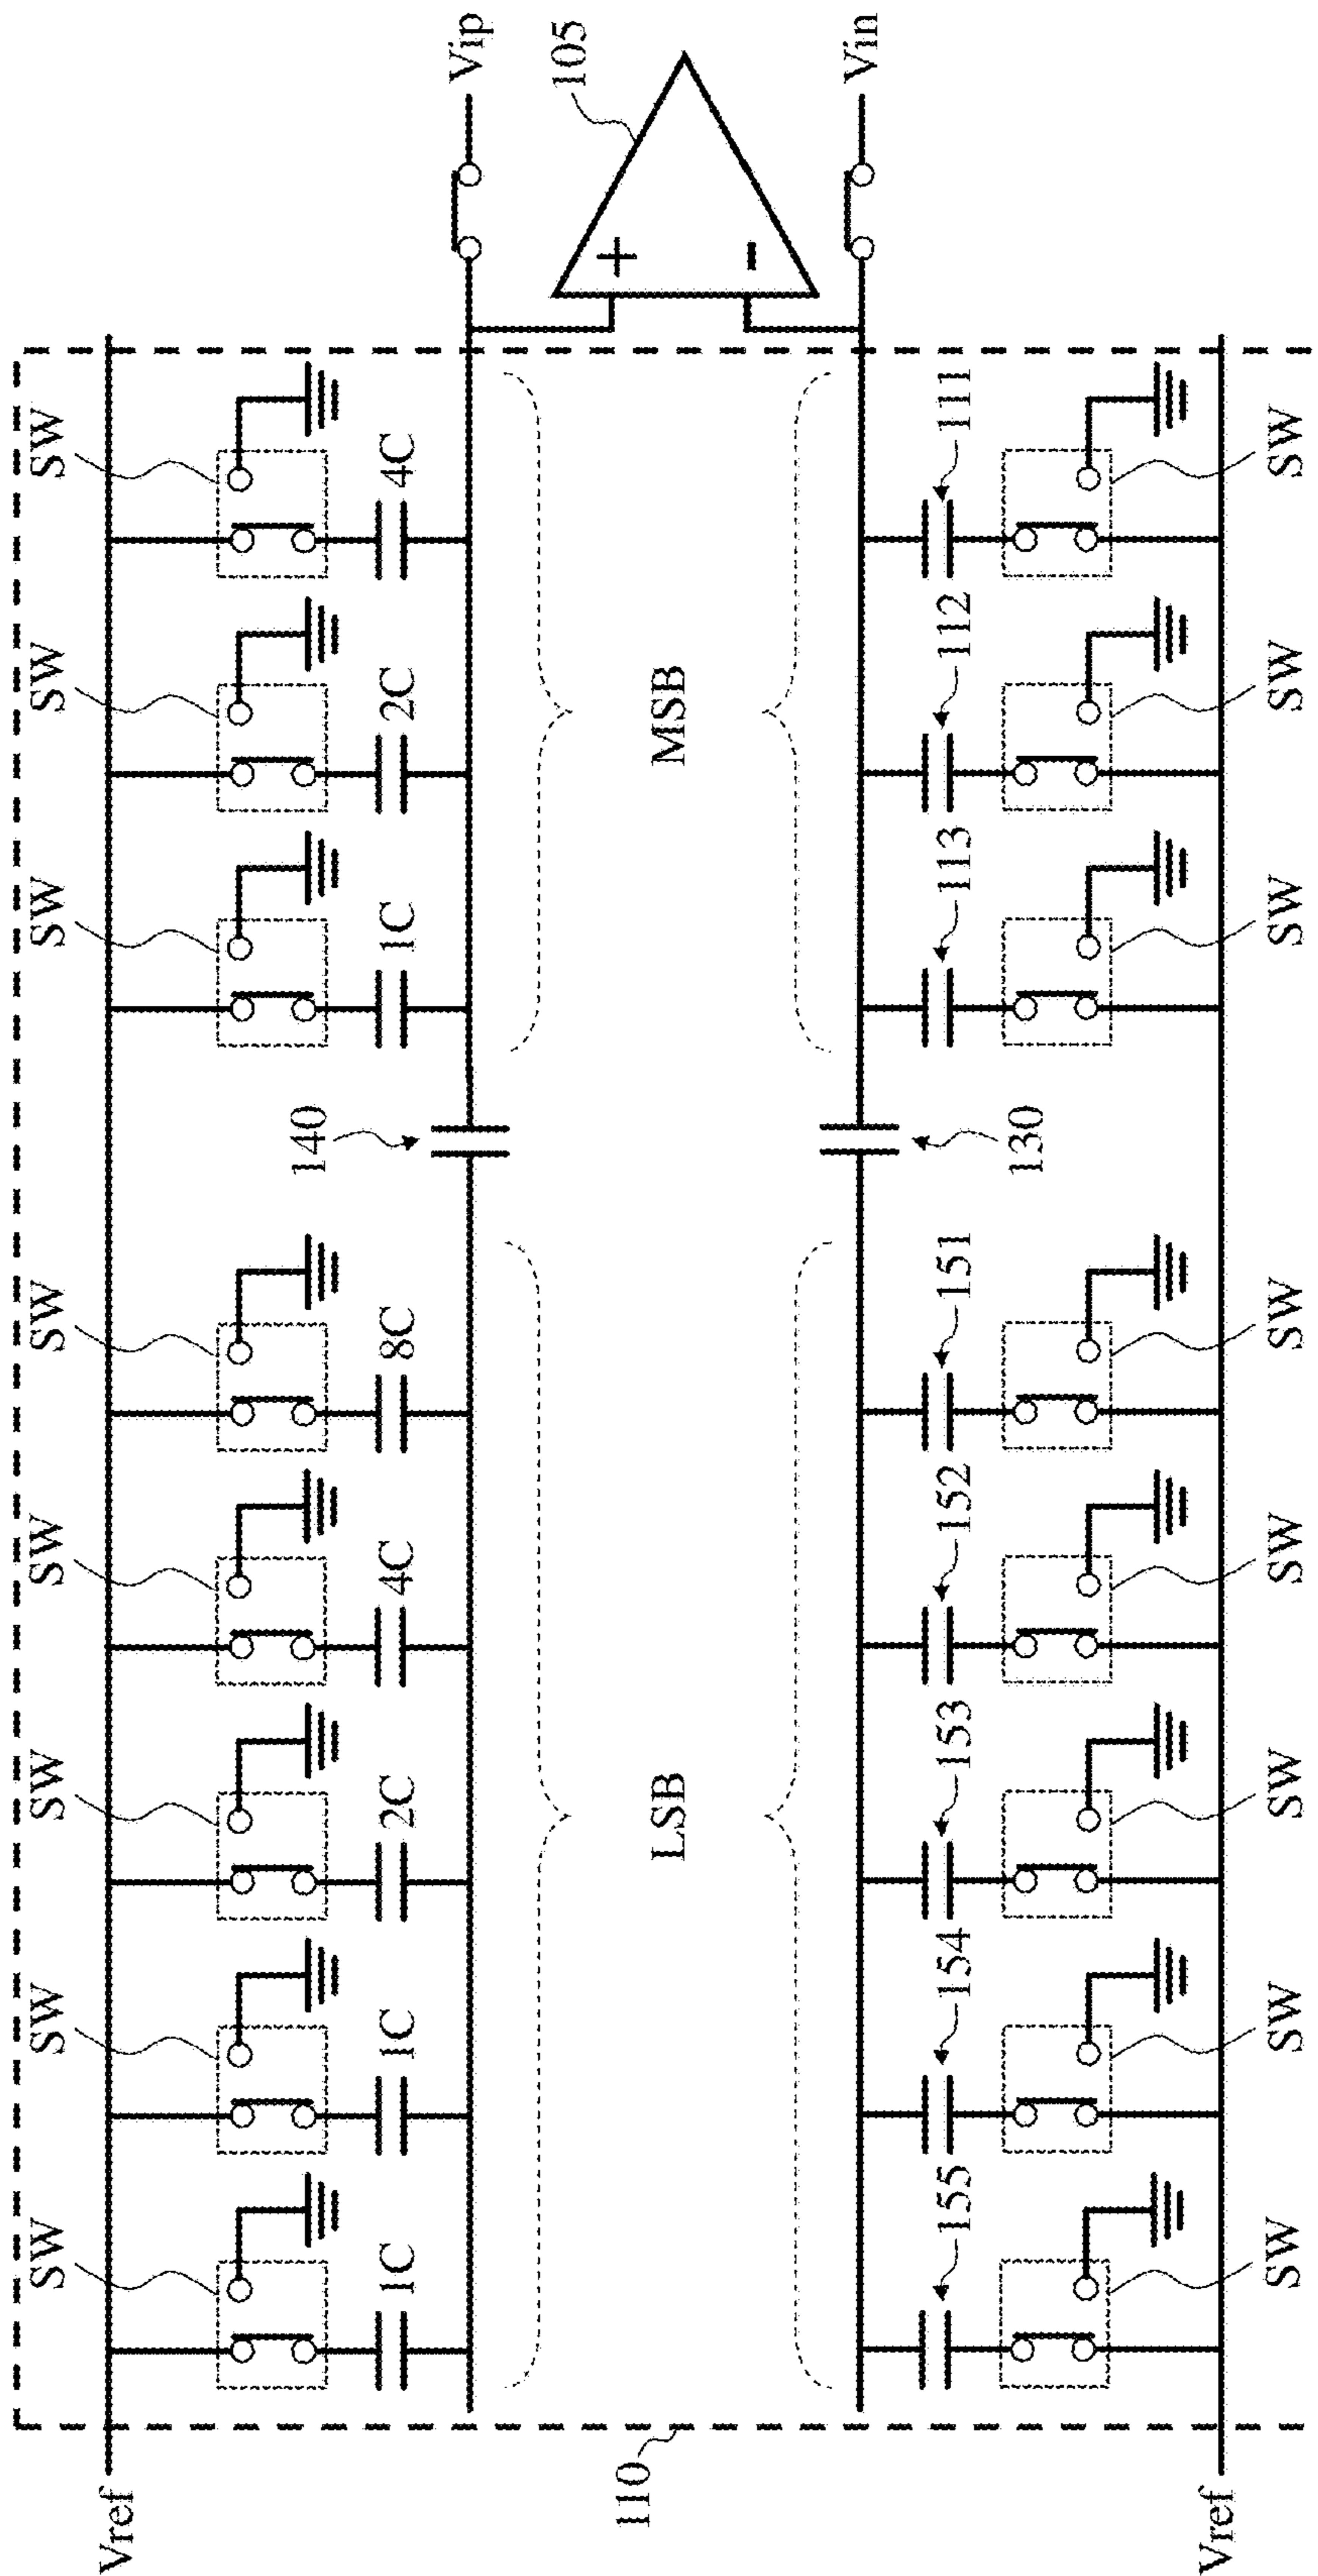 Vref
SW SW SW SW SW SW SW SW
1C 1C 2C 4C 8C 1C 2C 4C
140
Vip
105
+
-
LSB MSB
110
130
Vin
155 154 153 152 151 113 112 111
SW SW SW SW SW SW SW SW
Vref